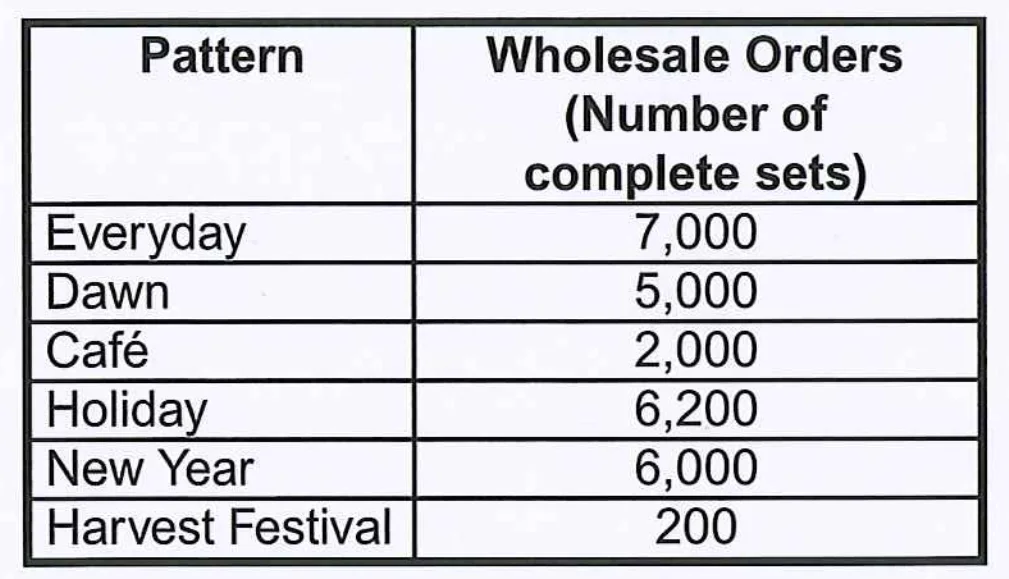 Pattern Wholesale Orders
(Number of
complete sets)
Everyday 7,000
Dawn 5,000
Café 2,000
Holiday 6,200
New Year 6,000
Harvest Festival 200